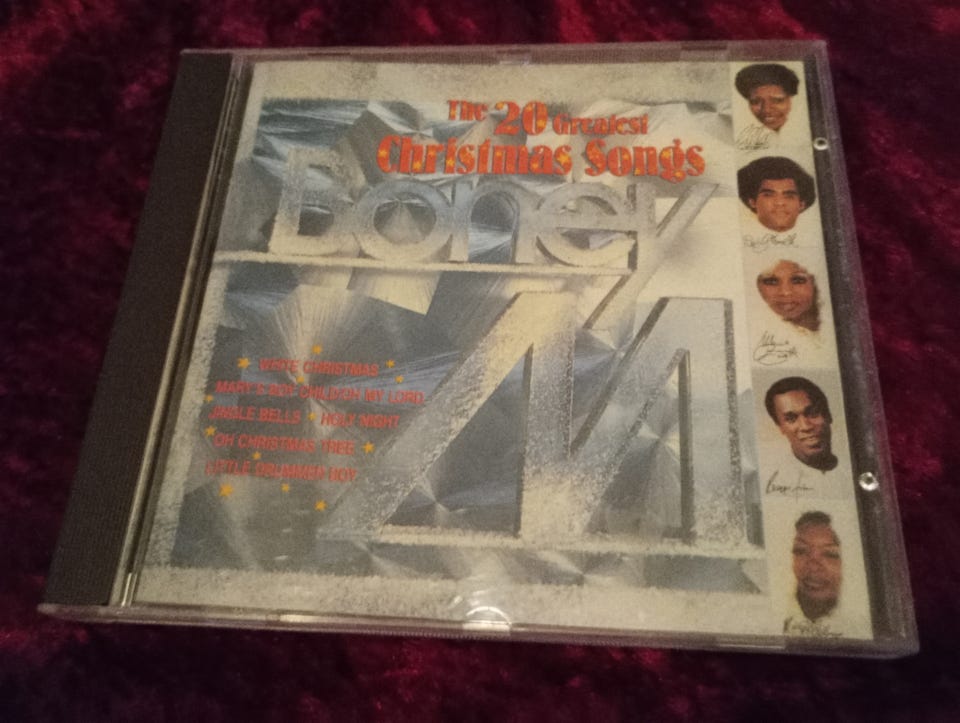 The 20 Greatest
Christmas Songs
Boney
M
WHITE CHRISTMAS
MARY'S BOY CHILD/OH MY LORD
JINGLE BELLS HOLY NIGHT
OH CHRISTMAS TREE
LITTLE DRUMMER BOY